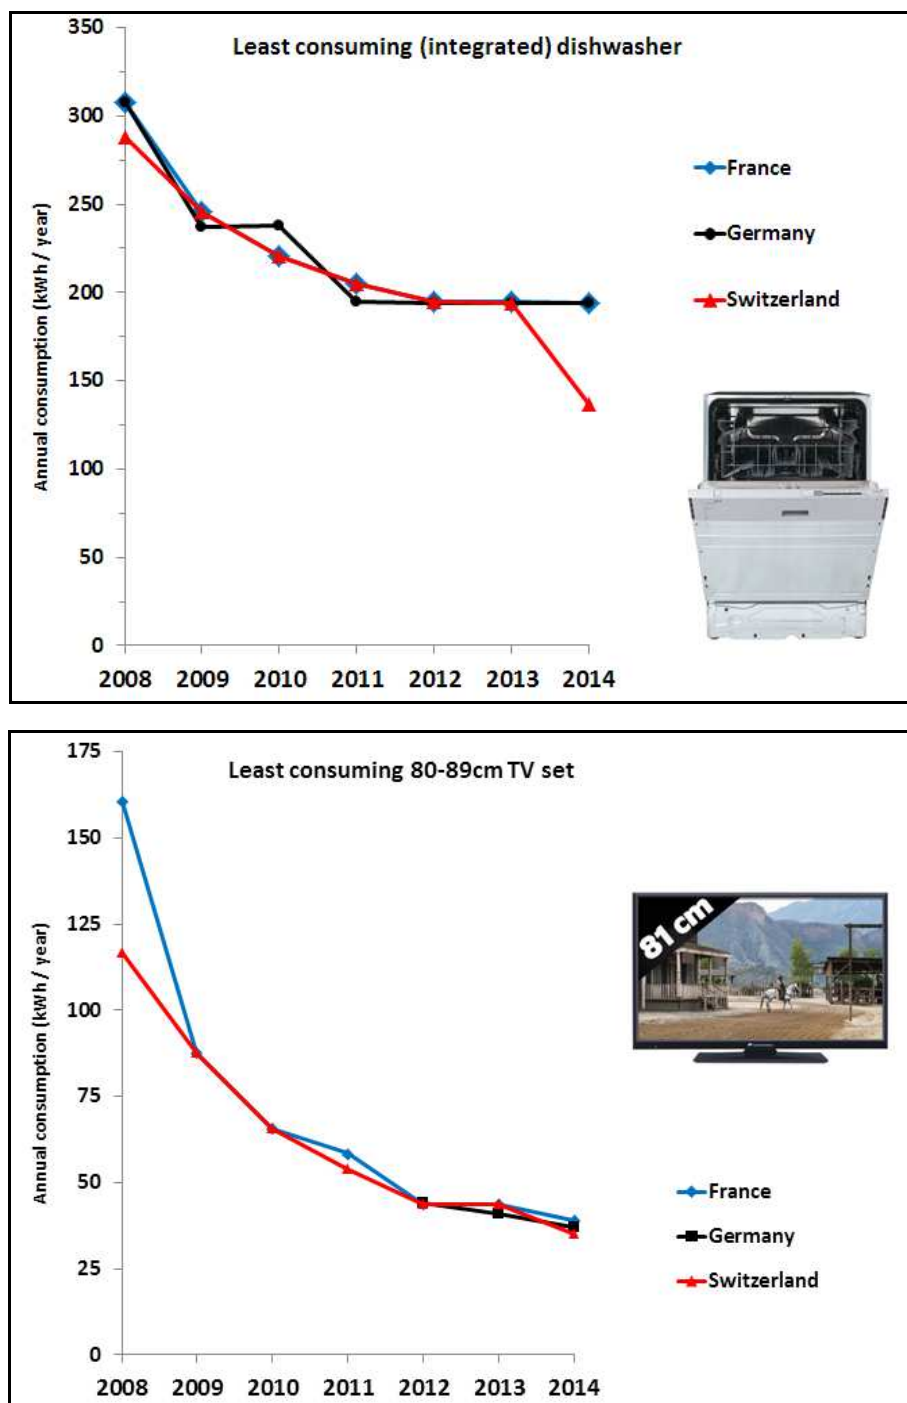 Least consuming (integrated) dishwasher
Annual consumption (kWh / year)
350
300
250
200
150
100
50
0
2008 2009 2010 2011 2012 2013 2014
France
Germany
Switzerland
Least consuming 80-89cm TV set
Annual consumption (kWh / year)
175
150
125
100
75
50
25
0
2008 2009 2010 2011 2012 2013 2014
81 cm
France
Germany
Switzerland